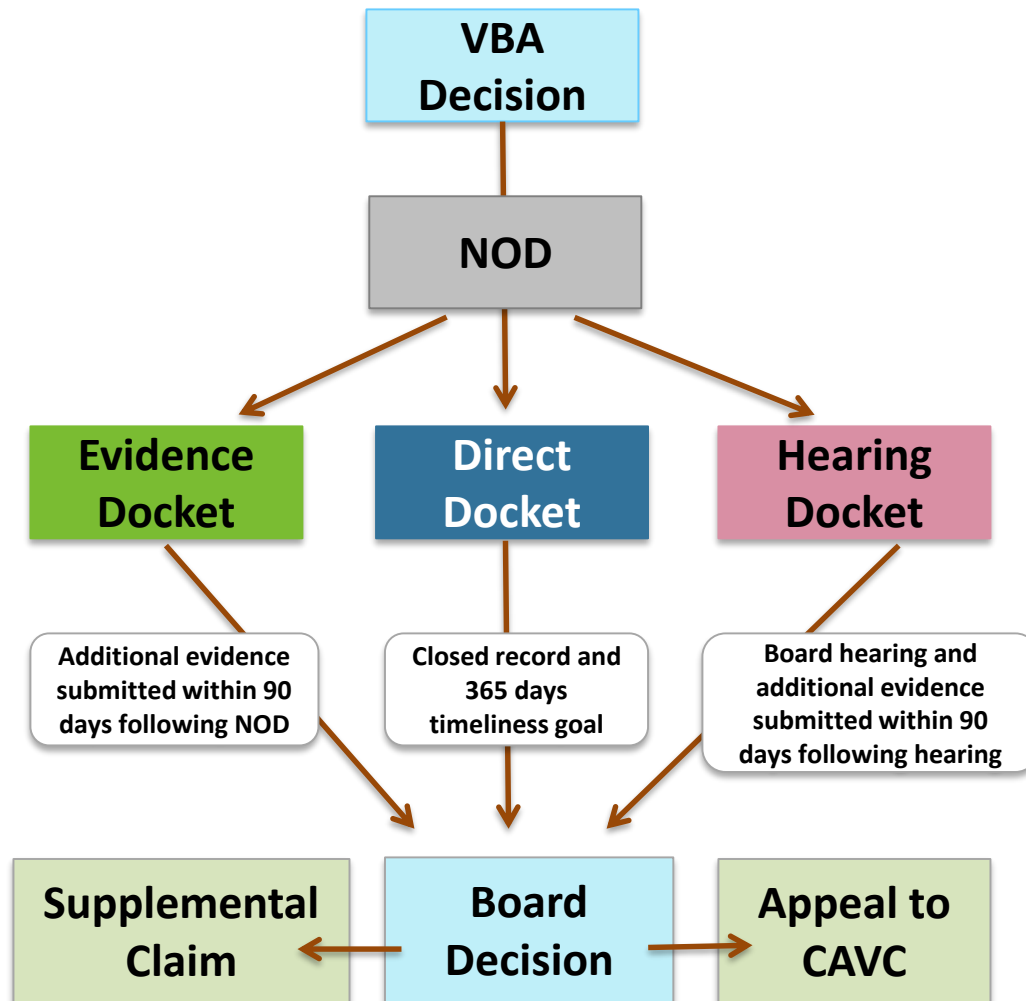 VBA
Decision
NOD
Evidence
Docket
Direct
Docket
Hearing
Docket
Additional evidence
submitted within 90
days following NOD
Closed record and
365 days
timeliness goal
Board hearing and
additional evidence
submitted within 90
days following hearing
Supplemental
Claim
Board
Decision
Appeal to
CAVC